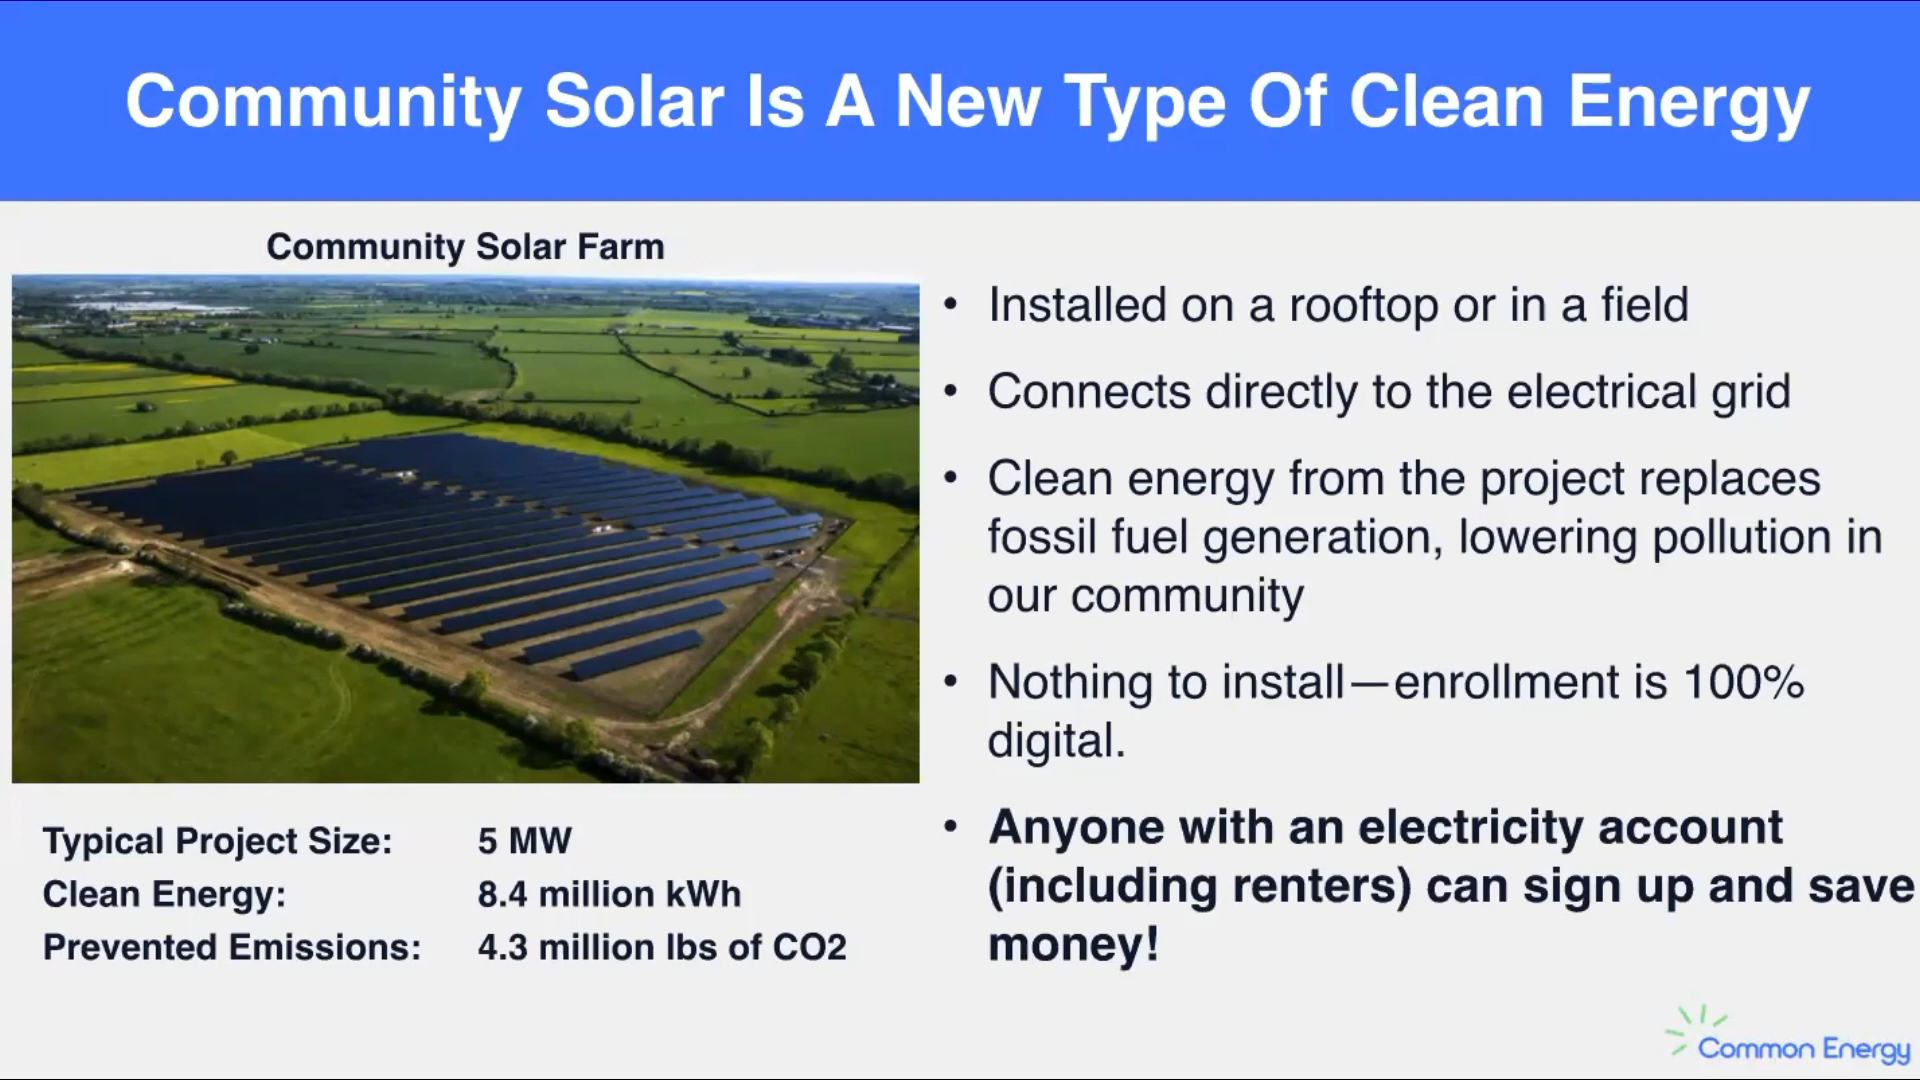 Community Solar Is A New Type Of Clean Energy
Community Solar Farm
• Installed on a rooftop or in a field
• Connects directly to the electrical grid
• Clean energy from the project replaces
fossil fuel generation, lowering pollution in
our community
• Nothing to install—enrollment is 100%
digital.
• Anyone with an electricity account
(including renters) can sign up and save
money!
Typical Project Size: 5 MW
Clean Energy: 8.4 million kWh
Prevented Emissions: 4.3 million lbs of CO2
Common Energy